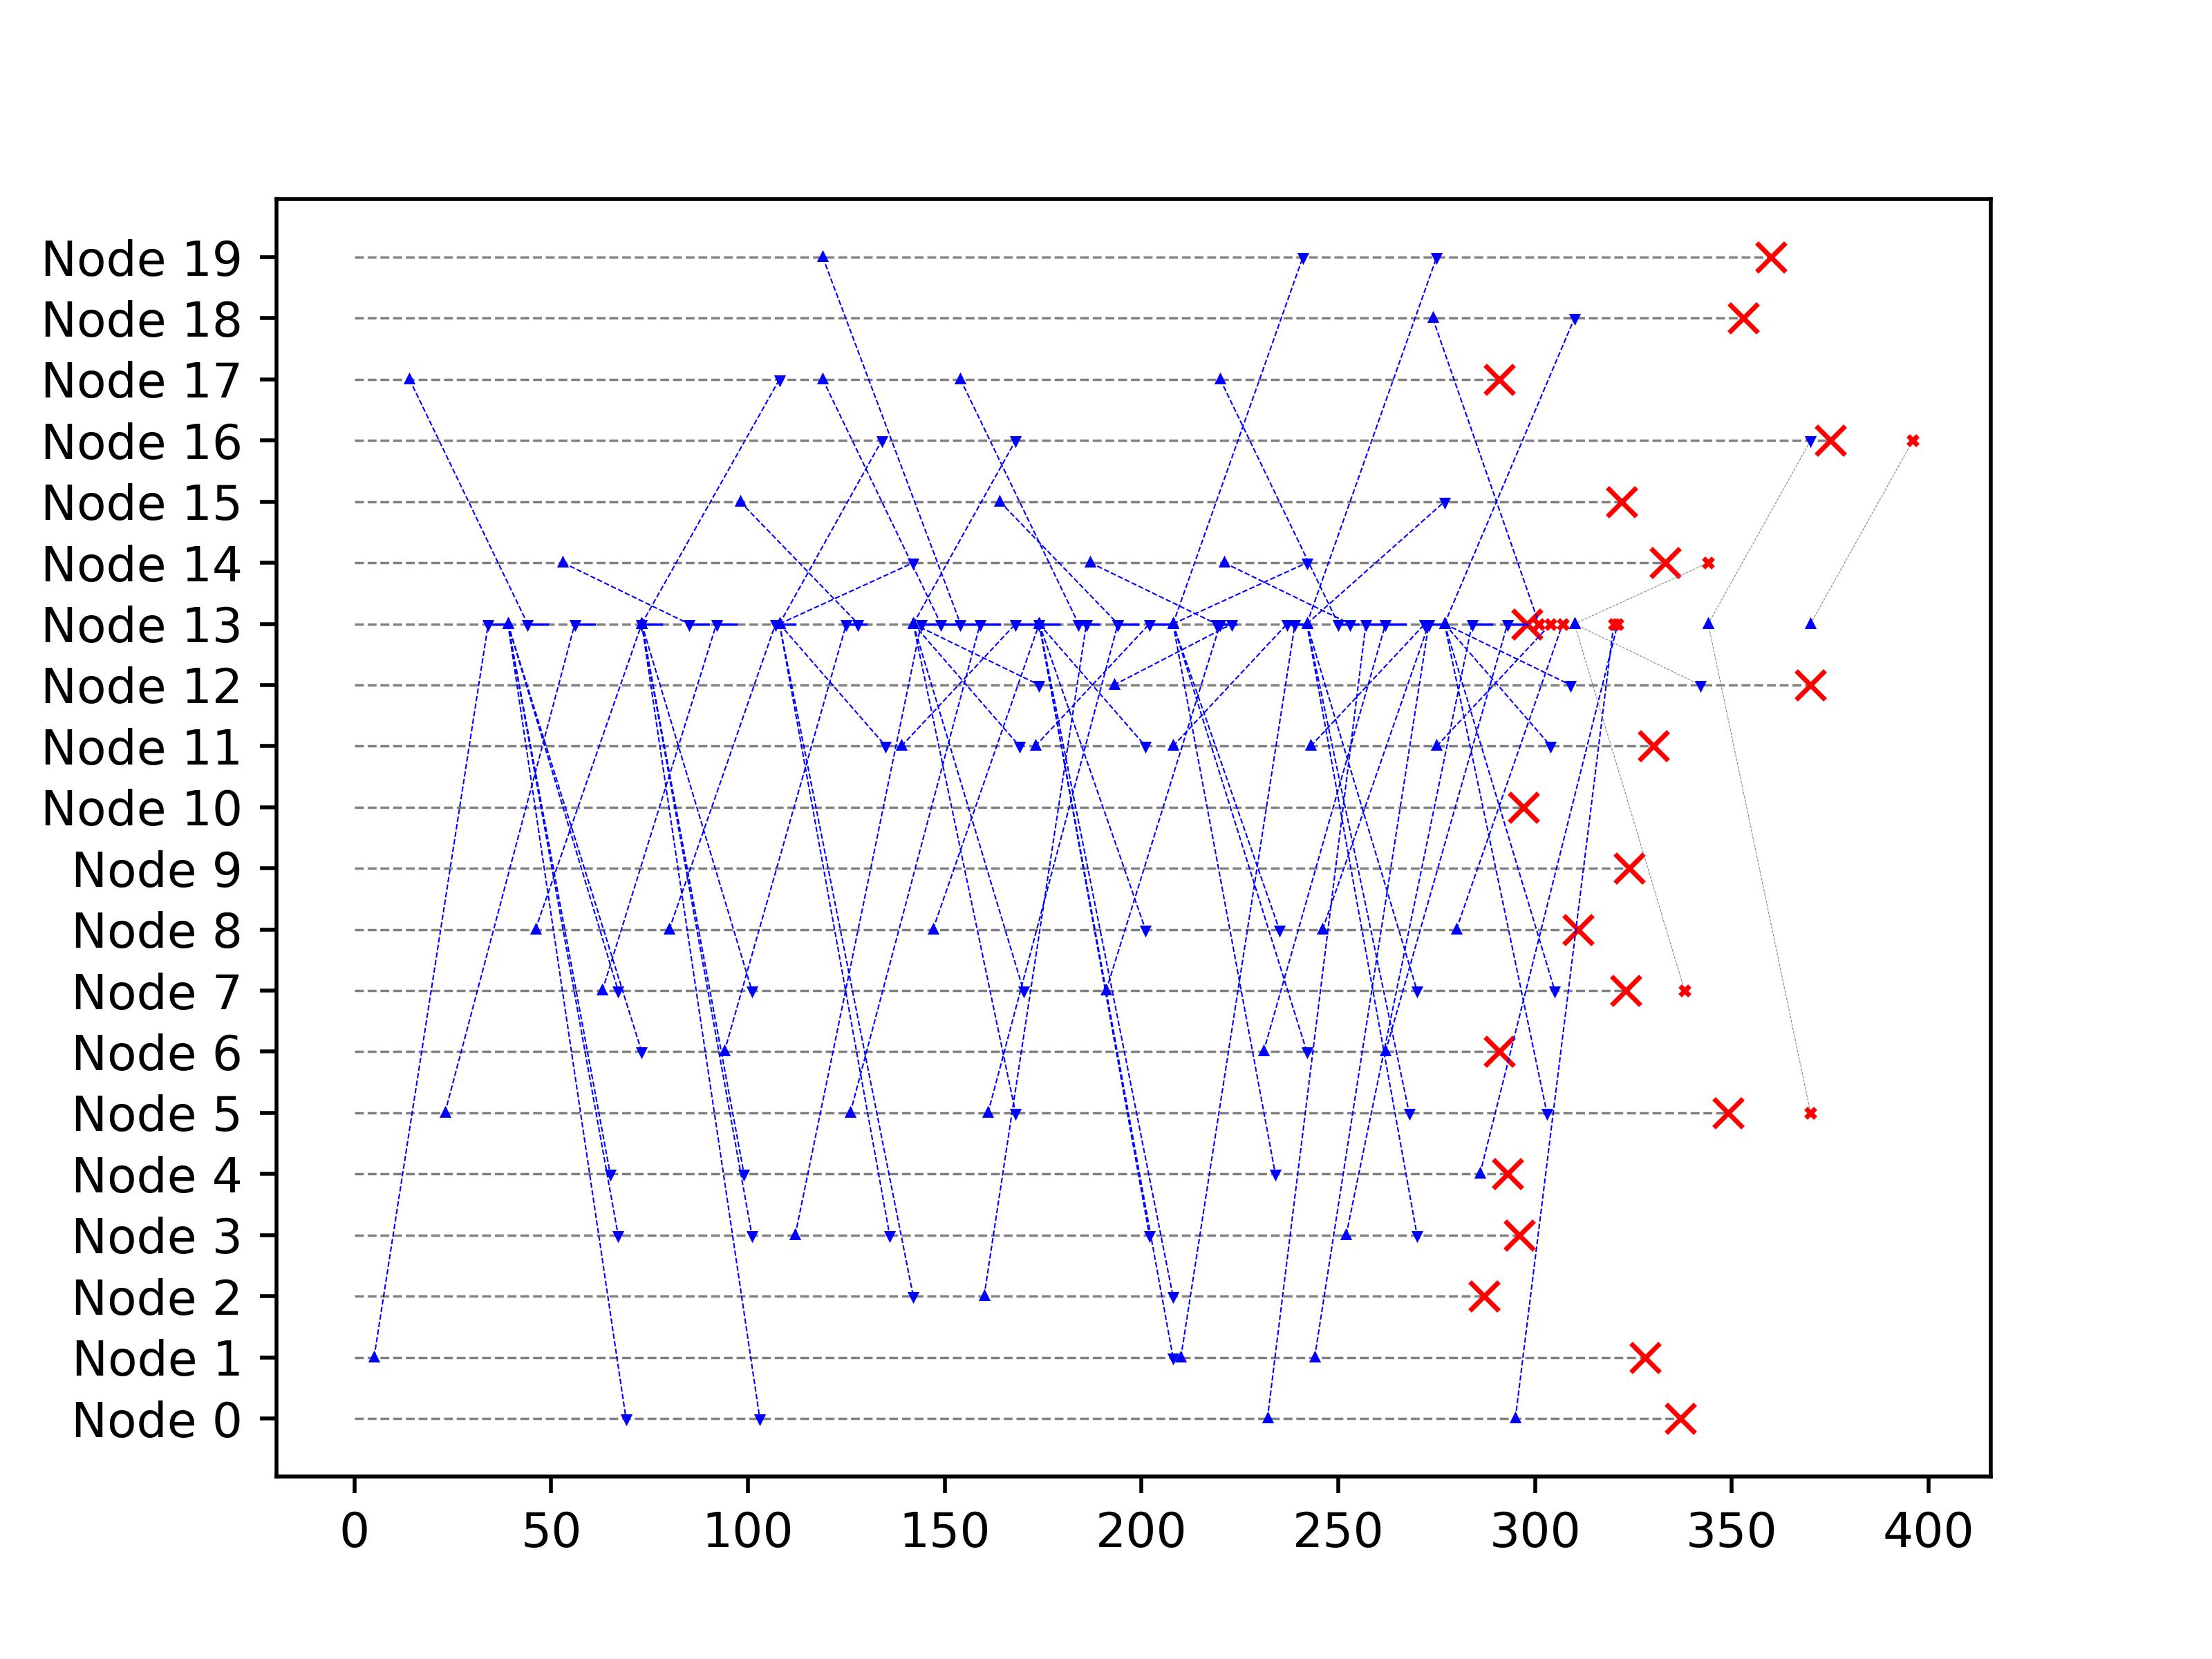 Node 19
Node 18
Node 17
Node 16
Node 15
Node 14
Node 13
Node 12
Node 11
Node 10
Node 9
Node 8
Node 7
Node 6
Node 5
Node 4
Node 3
Node 2
Node 1
Node 0
0 50 100 150 200 250 300 350 400